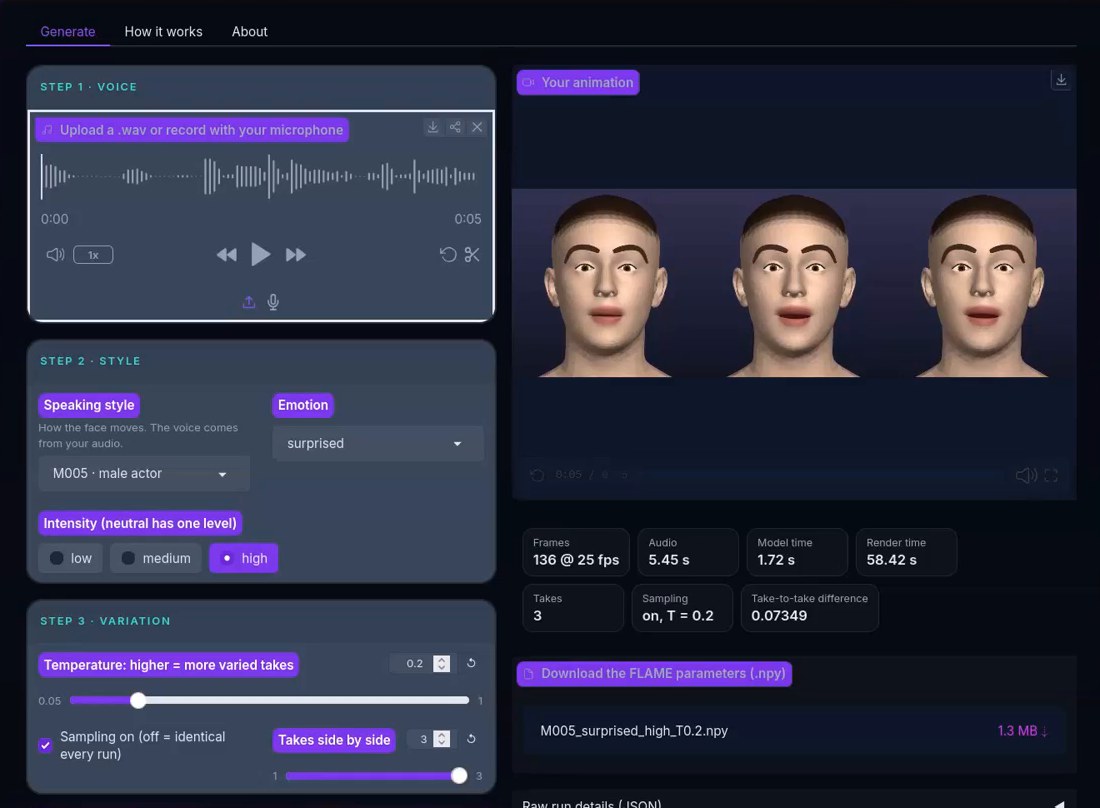 Generate How it works About
STEP 1 · VOICE
Upload a .wav or record with your microphone
0:00 0:05
1x
STEP 2 · STYLE
Speaking style
How the face moves. The voice comes
from your audio.
M005 · male actor
Emotion
surprised
Intensity (neutral has one level)
low medium high
STEP 3 · VARIATION
Temperature: higher = more varied takes
0.2
0.05 1
Sampling on (off = identical
every run)
Takes side by side
3
1 3
Your animation
0:05 /
Frames
136 @ 25 fps
Audio
5.45 s
Model time
1.72 s
Render time
58.42 s
Takes
3
Sampling
on, T = 0.2
Take-to-take difference
0.07349
Download the FLAME parameters (.npy)
M005_surprised_high_T0.2.npy 1.3 MB ↓
Raw run details (JSON)